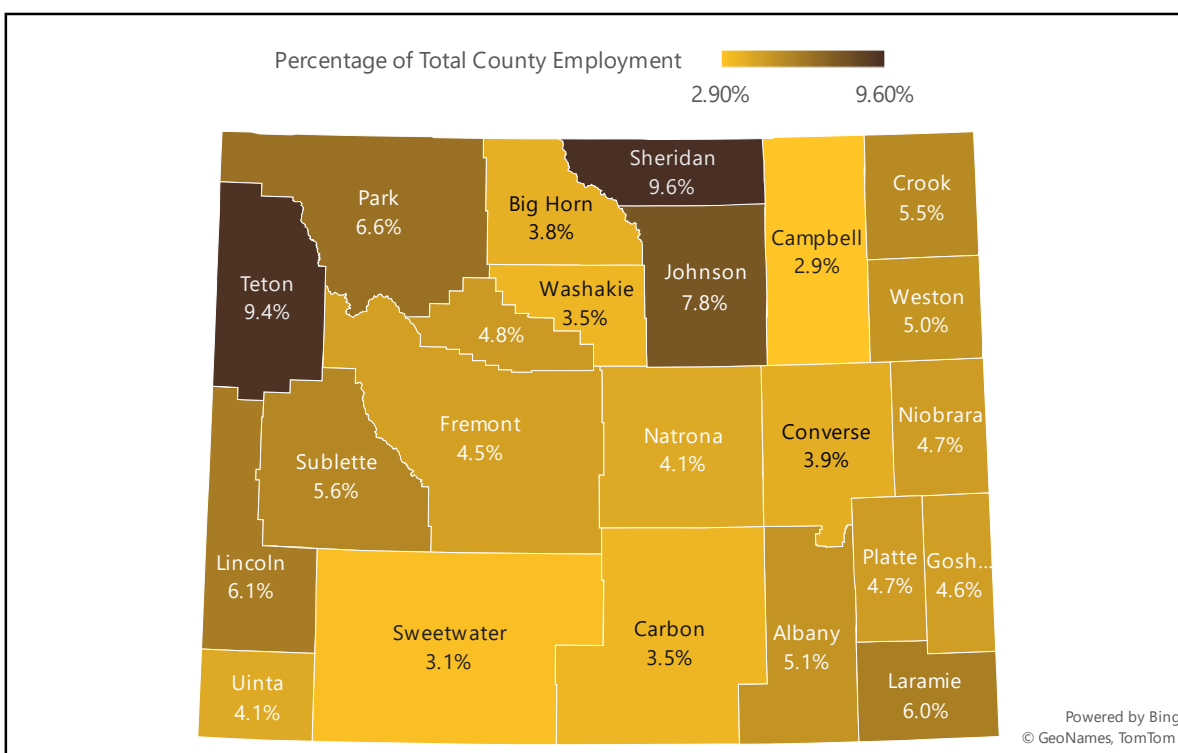 Percentage of Total County Employment
2.90%
9.60%
Sheridan
9.6%
Park
6.6%
Big Horn
3.8%
Crook
5.5%
Campbell
2.9%
Teton
9.4%
Johnson
7.8%
Washakie
3.5%
Weston
5.0%
4.8%
Fremont
4.5%
Natrona
4.1%
Converse
3.9%
Niobrara
4.7%
Sublette
5.6%
Lincoln
6.1%
Platte
4.7%
Gosh...
4.6%
Sweetwater
3.1%
Carbon
3.5%
Albany
5.1%
Uinta
4.1%
Laramie
6.0%
Powered by Bing
© GeoNames, TomTom